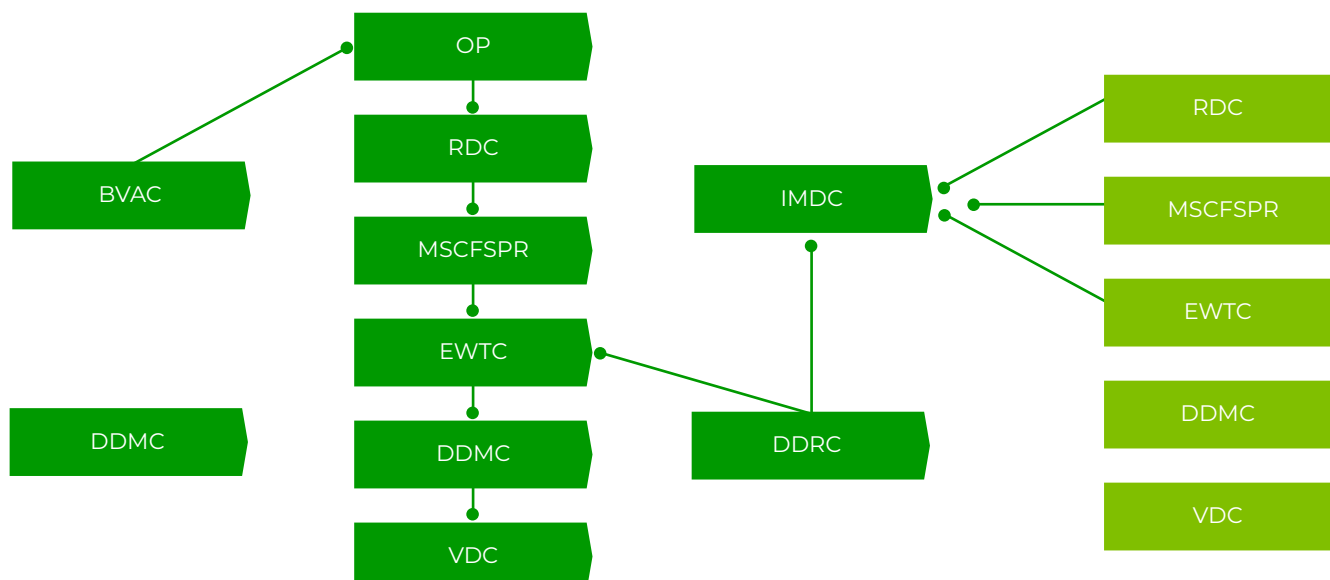 BVAC
DDMC
OP
RDC
MSCFSPR
EWTC
DDMC
VDC
IMDC
DDRC
RDC
MSCFSPR
EWTC
DDMC
VDC